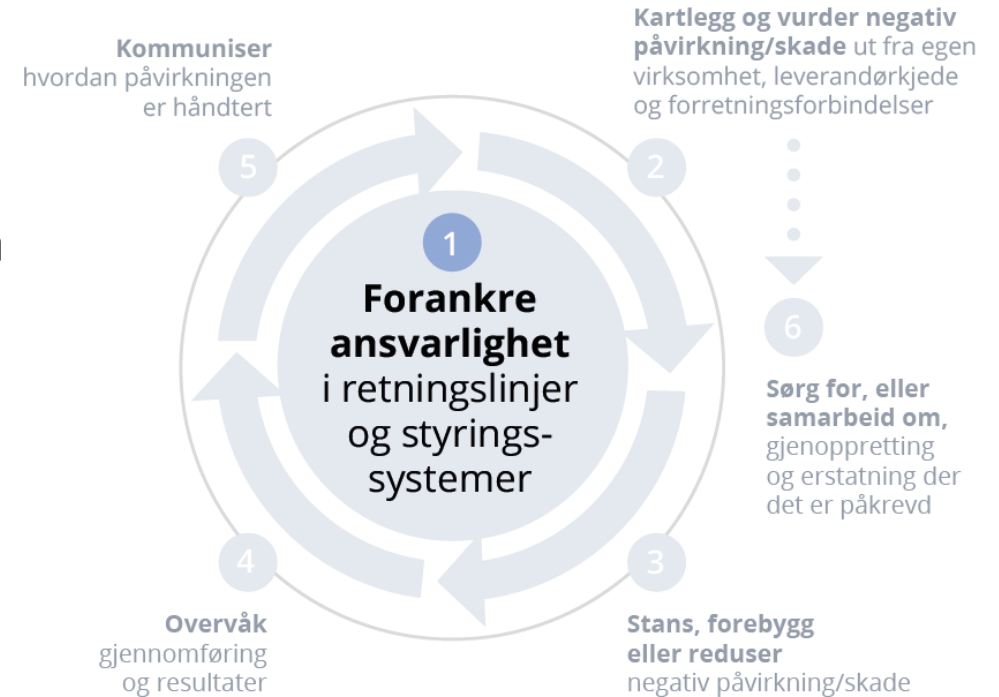 1
Forankre
ansvarlighet
i retningslinjer
og styrings-
systemer
2
Kartlegg og vurder negativ
påvirkning/skade ut fra egen
virksomhet, leverandørkjede
og forretningsforbindelser
3
Stans, forebygg
eller reduser
negativ påvirkning/skade
4
Overvåk
gjennomføring
og resultater
5
Kommuniser
hvordan påvirkningen
er håndtert
6
Sørg for, eller
samarbeid om,
gjenoppretting
og erstatning der
det er påkrevd